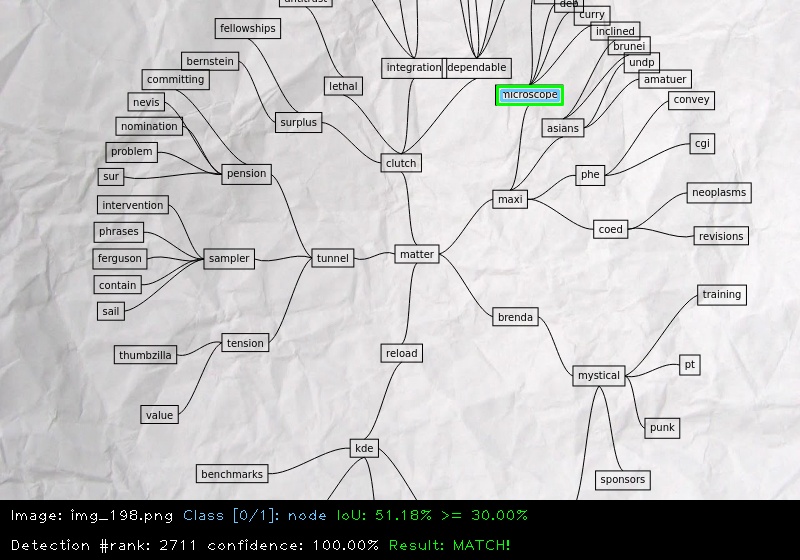 curry
fellowships
inclined
brunei
bernstein
undp
integration
dependable
committing
amatuer
lethal
microscope
nevis
convey
surplus
nomination
asians
cgi
problem
clutch
sur
pension
phe
neoplasms
maxi
intervention
phrases
coed
revisions
ferguson
sampler
tunnel
matter
contain
training
sail
brenda
tension
thumbzilla
reload
pt
mystical
value
punk
kde
benchmarks
sponsors
Image: img_198.png Class [0/1]: node IoU: 51.18% >= 30.00%
Detection #rank: 2711 confidence: 100.00% Result: MATCH!